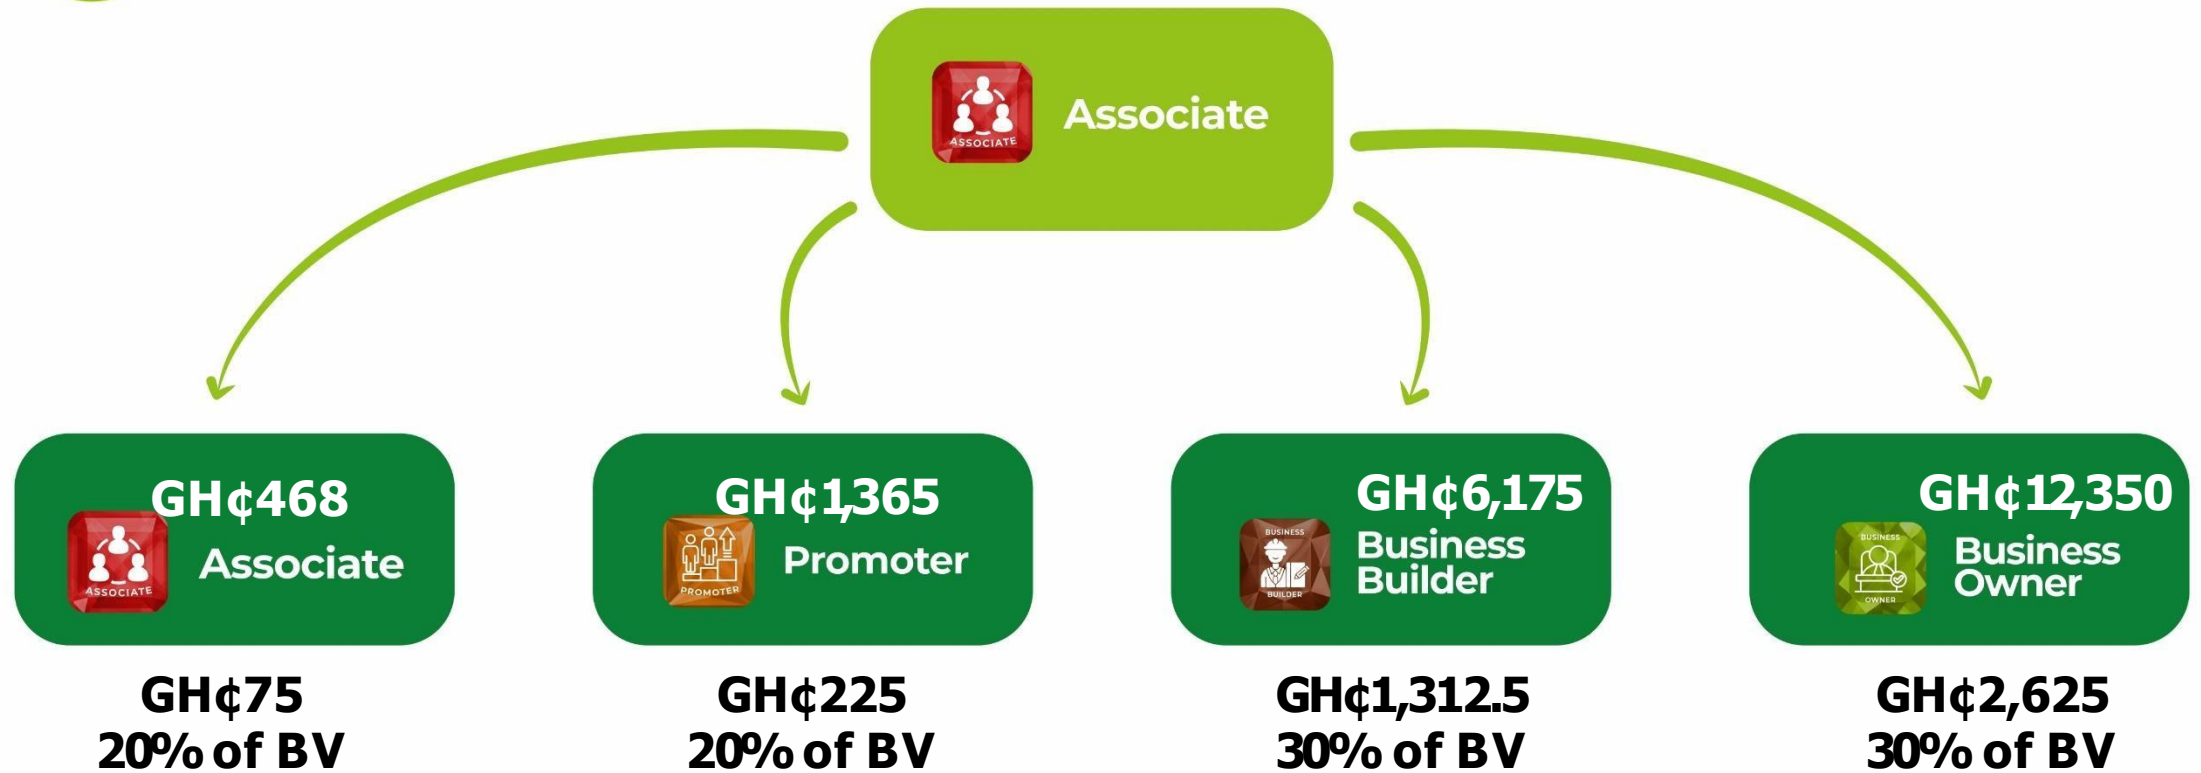 ASSOCIATE
Associate
GH¢468
ASSOCIATE
Associate
GH¢1,365
PROMOTER
Promoter
GH¢6,175
BUSINESS
BUILDER
Business
Builder
GH¢12,350
BUSINESS
OWNER
Business
Owner
GH¢75
20% of BV
GH¢225
20% of BV
GH¢1,312.5
30% of BV
GH¢2,625
30% of BV